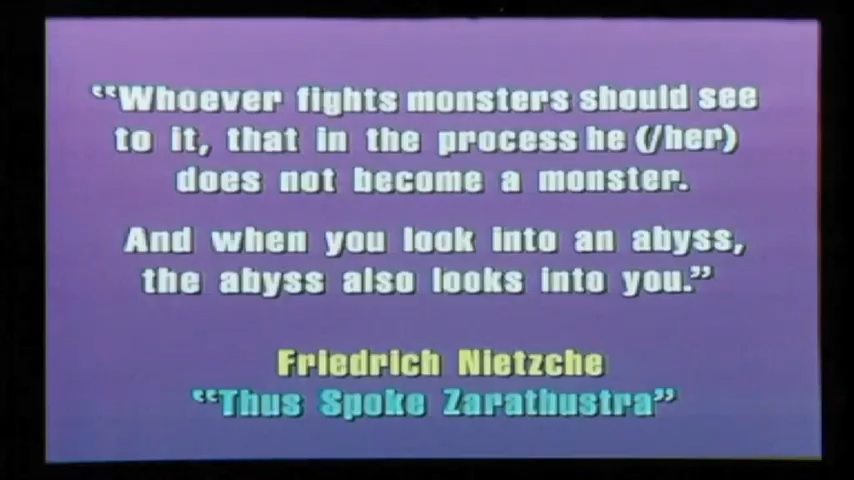 “Whoever fights monsters should see
to it, that in the process he (/her)
does not become a monster.
And when you look into an abyss,
the abyss also looks into you.”
Friedrich Nietzche
“Thus Spoke Zarathustra”